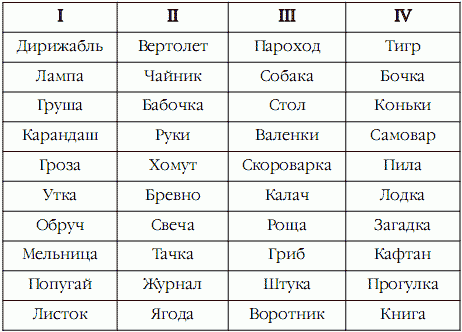 I II III IV
Дирижабль Вертолет Пароход Тигр
Лампа Чайник Собака Бочка
Груша Бабочка Стол Коньки
Карандаш Руки Валенки Самовар
Гроза Хомут Скороварка Пила
Утка Бревно Калач Лодка
Обруч Свеча Роща Загадка
Мельница Тачка Гриб Кафтан
Попугай Журнал Штука Прогулка
Листок Ягода Воротник Книга